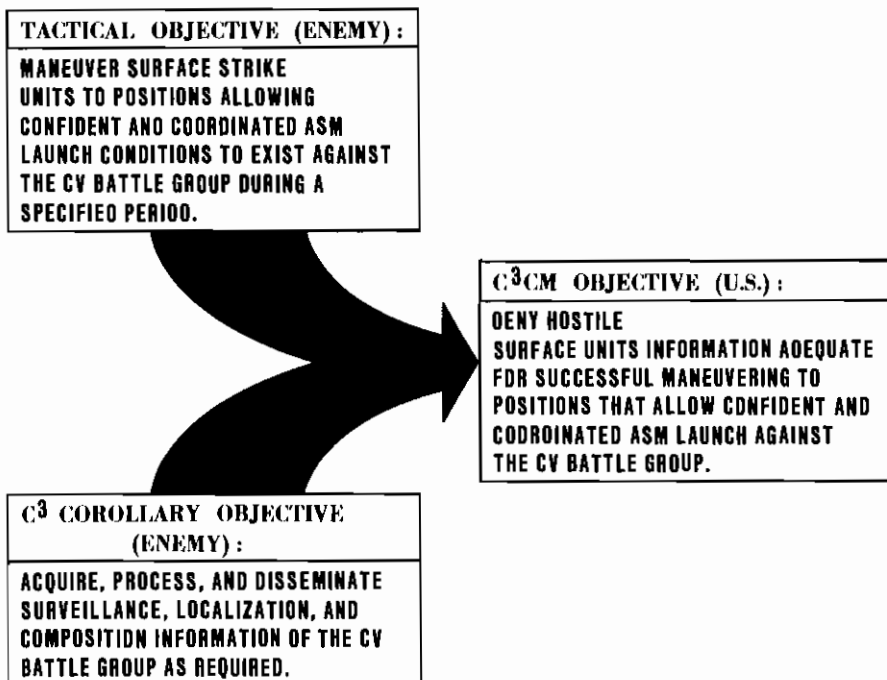 TACTICAL OBJECTIVE (ENEMY):
MANEUVER SURFACE STRIKE
UNITS TO POSITIONS ALLOWING
CONFIDENT ANO COORDINATED ASM
LAUNCH CONDITIONS TO EXIST AGAINST
THE CV BATTLE GROUP DURING A
SPECIFIEO PERIOO.
C³CM OBJECTIVE (U.S.):
OENY HOSTILE
SURFACE UNITS INFORMATION AOEQUATE
FDR SUCCESSFUL MANEUVERING TO
POSITIONS THAT ALLOW CDNFIDENT AND
CODROINATED ASM LAUNCH AGAINST
THE CV BATTLE GROUP.
C³ COROLLARY OBJECTIVE
(ENEMY):
ACQUIRE, PROCESS, AND DISSEMINATE
SURVEILLANCE, LOCALIZATION, AND
COMPOSITIDN INFORMATION OF THE CV
BATTLE GROUP AS REQUIRED.